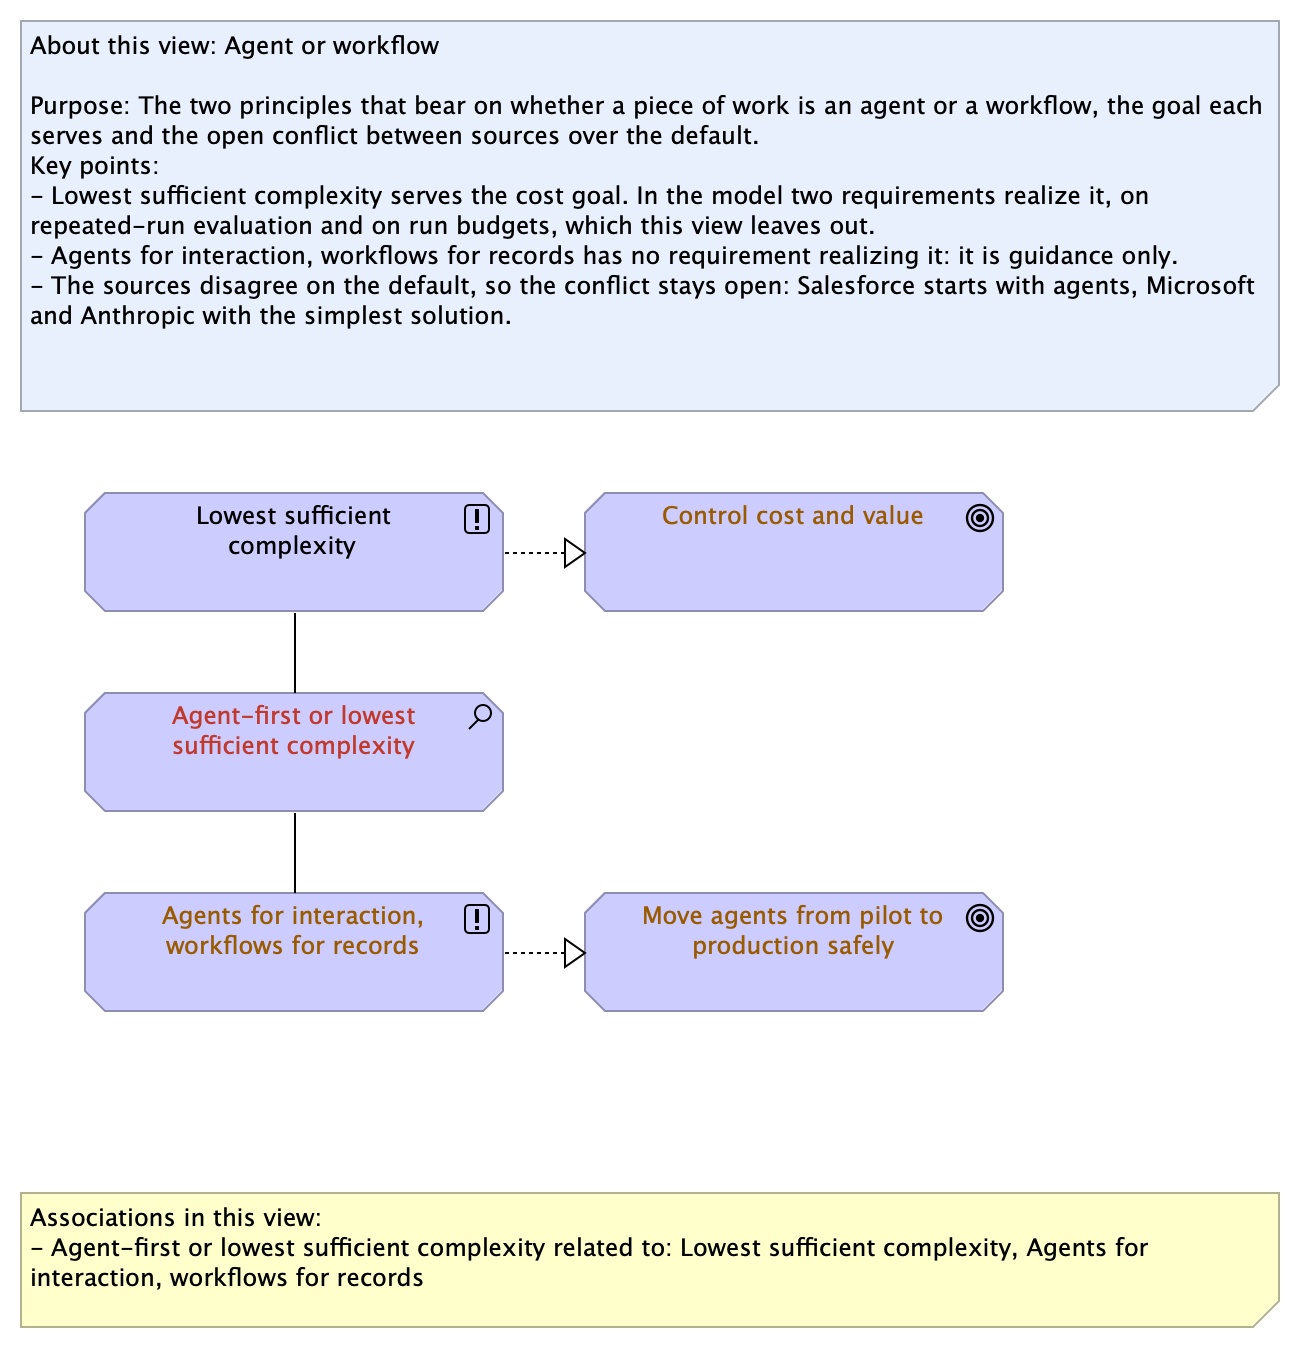 About this view: Agent or workflow
Purpose: The two principles that bear on whether a piece of work is an agent or a workflow, the goal each
serves and the open conflict between sources over the default.
Key points:
– Lowest sufficient complexity serves the cost goal. In the model two requirements realize it, on
repeated–run evaluation and on run budgets, which this view leaves out.
– Agents for interaction, workflows for records has no requirement realizing it: it is guidance only.
– The sources disagree on the default, so the conflict stays open: Salesforce starts with agents, Microsoft
and Anthropic with the simplest solution.
Lowest sufficient
complexity
Control cost and value
Agent–first or lowest
sufficient complexity
Agents for interaction,
workflows for records
Move agents from pilot to
production safely
Associations in this view:
– Agent–first or lowest sufficient complexity related to: Lowest sufficient complexity, Agents for
interaction, workflows for records